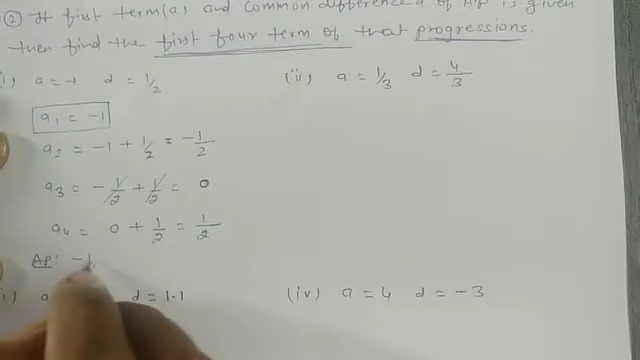 ② If first term(a) and common difference d of AP is given
then find the first four term of that progressions.
i) a = -1 d = 1/2
(ii) a = 1/3 d = 4/3
a₁ = -1
a₂ = -1 + 1/2 = -1/2
a₃ = -1/2 + 1/2 = 0
a₄ = 0 + 1/2 = 1/2
AP: -1
i) a d = 1.1
(iv) a = 4 d = -3